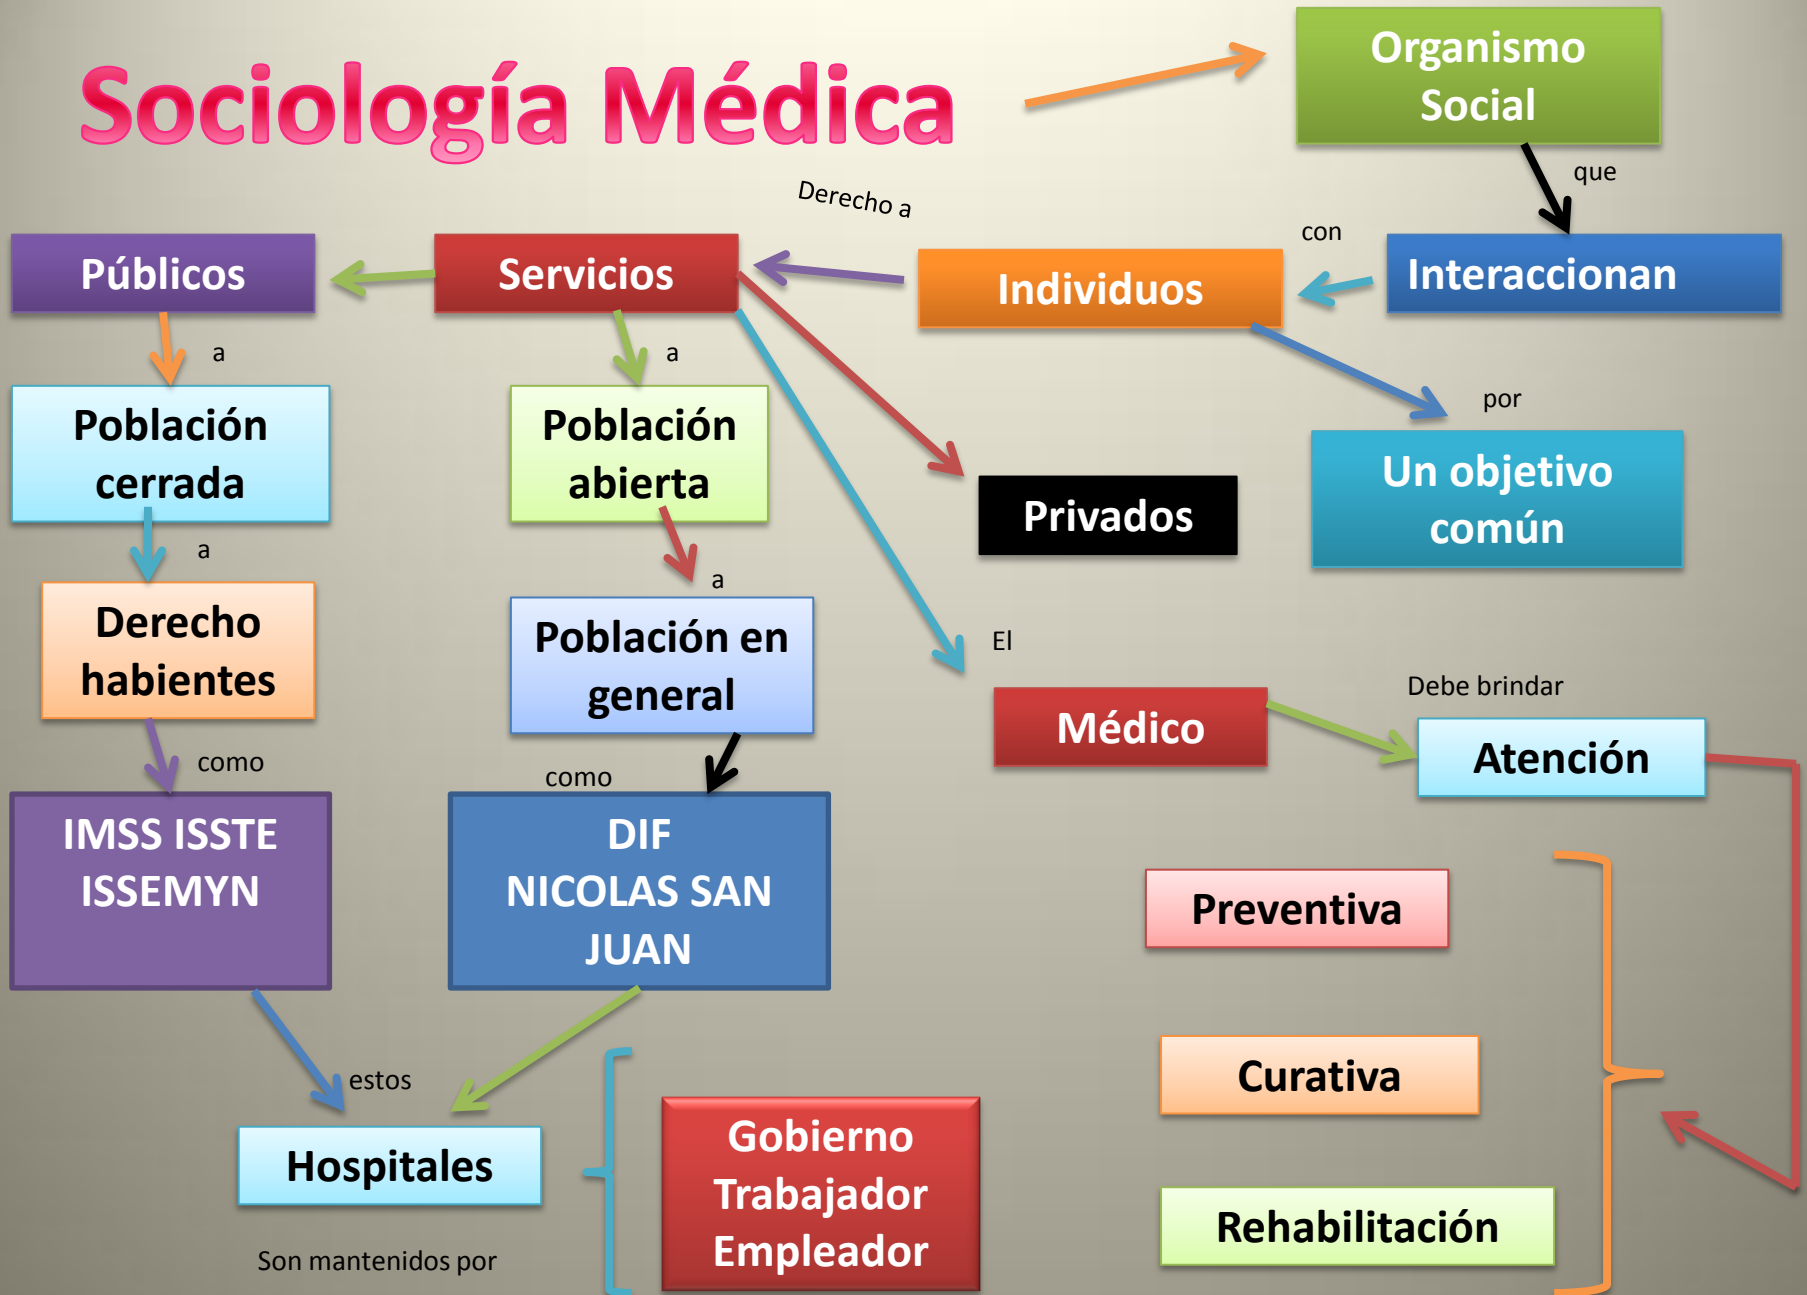 Sociología Médica
Organismo
Social
que
Derecho a
con
Públicos
Servicios
Individuos
Interaccionan
a
a
por
Población
cerrada
Población
abierta
Privados
Un objetivo
común
a
a
Derecho
habientes
Población en
general
El
Médico
Debe brindar
Atención
como
como
IMSS ISSTE
ISSEMYN
DIF
NICOLAS SAN
JUAN
Preventiva
estos
Curativa
Hospitales
Gobierno
Trabajador
Empleador
Rehabilitación
Son mantenidos por